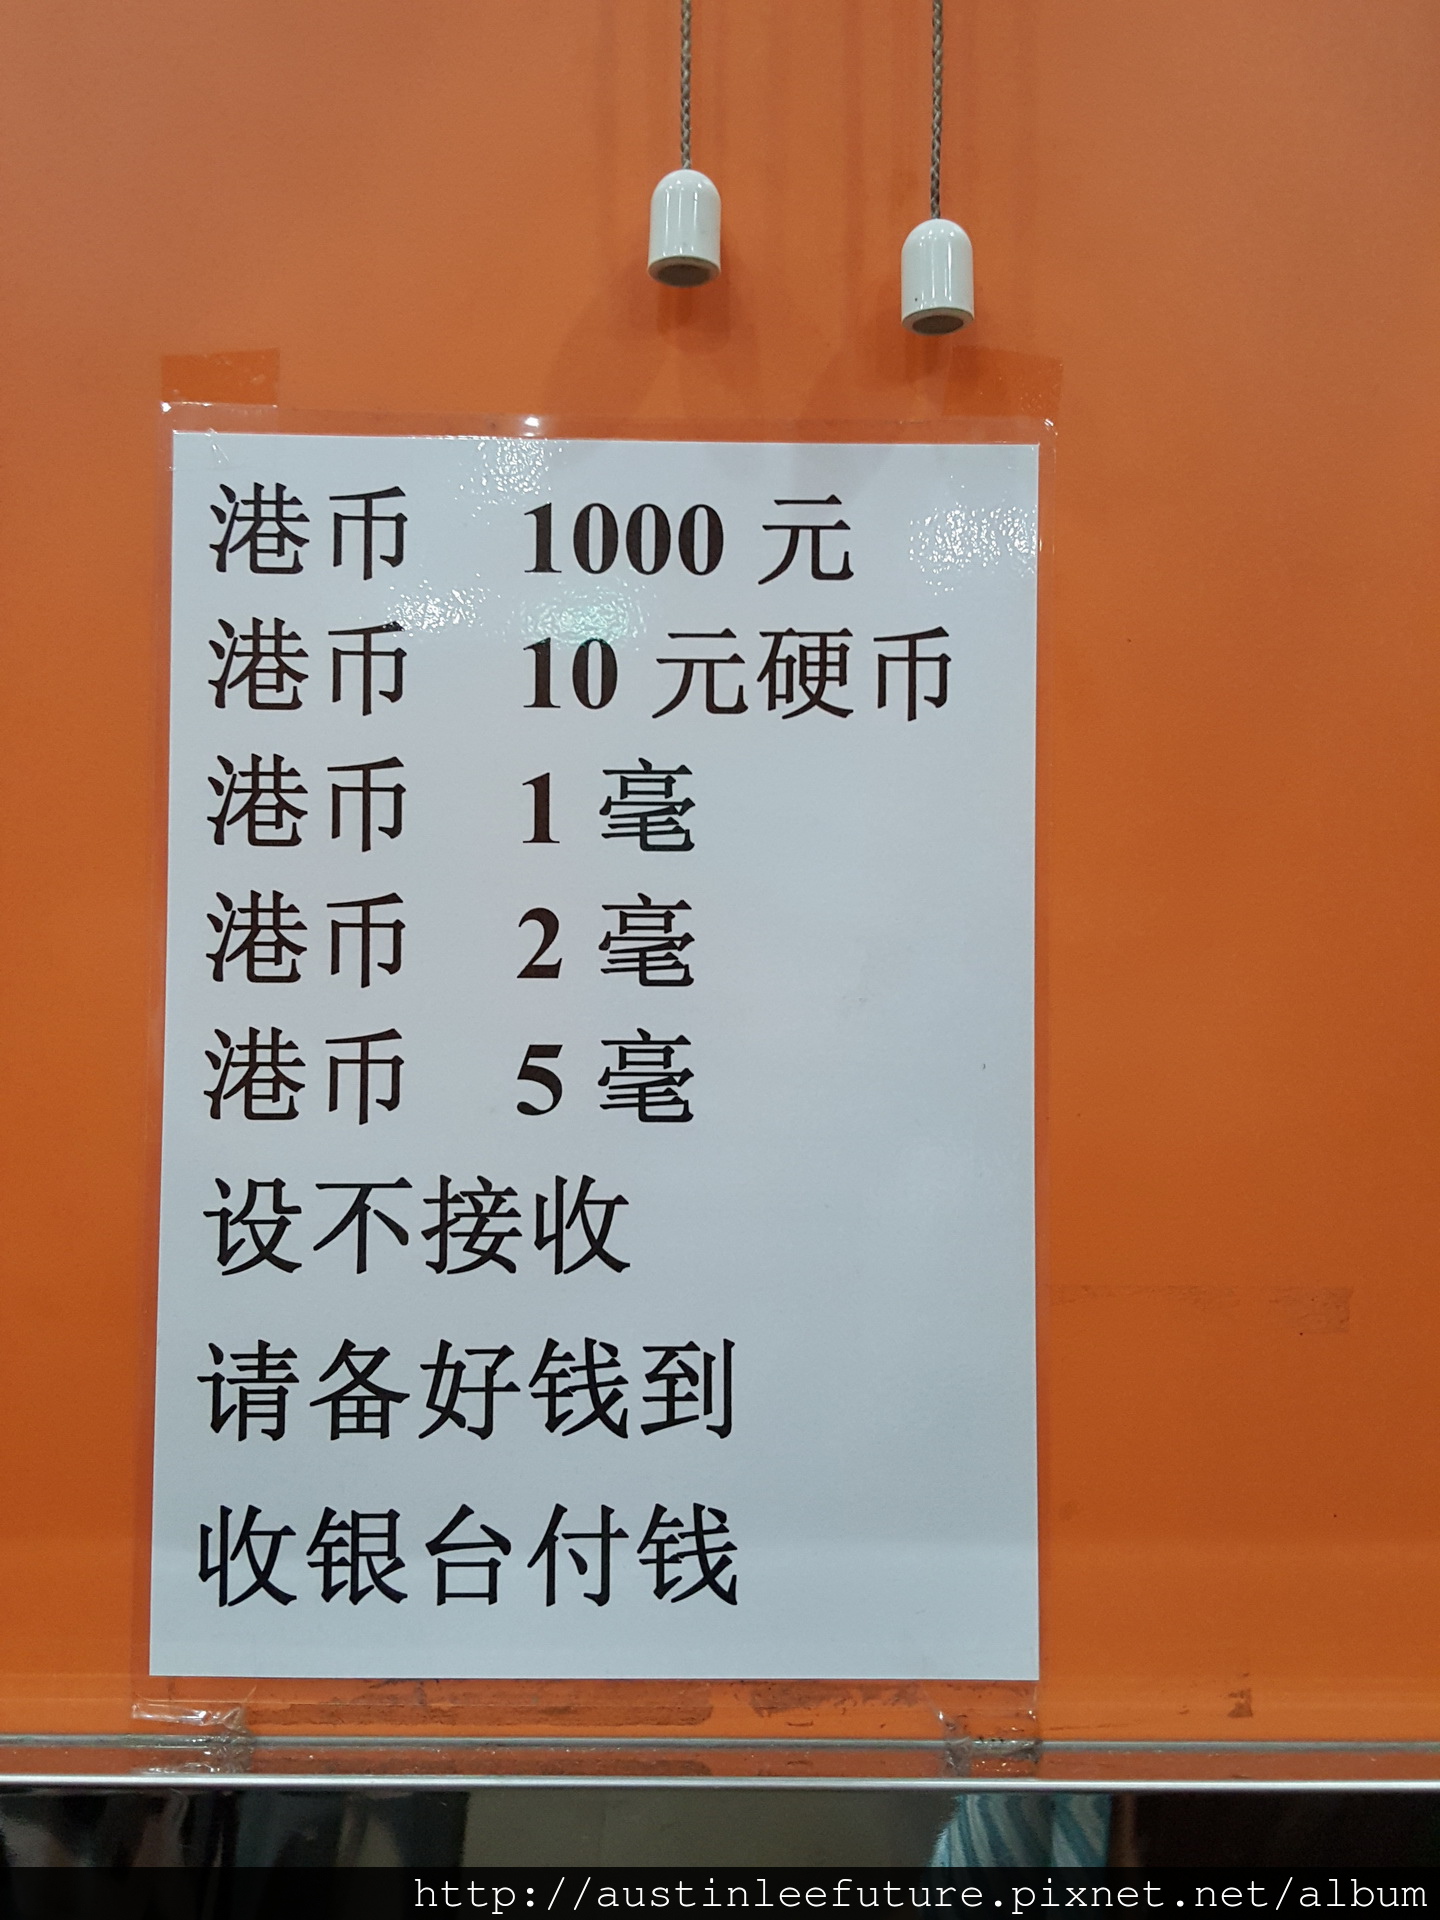 港币 1000 元
港币 10 元硬币
港币 1 毫
港币 2 毫
港币 5 毫
设不接收
请备好钱到
收银台付钱
http://austinleefuture.pixnet.net/album